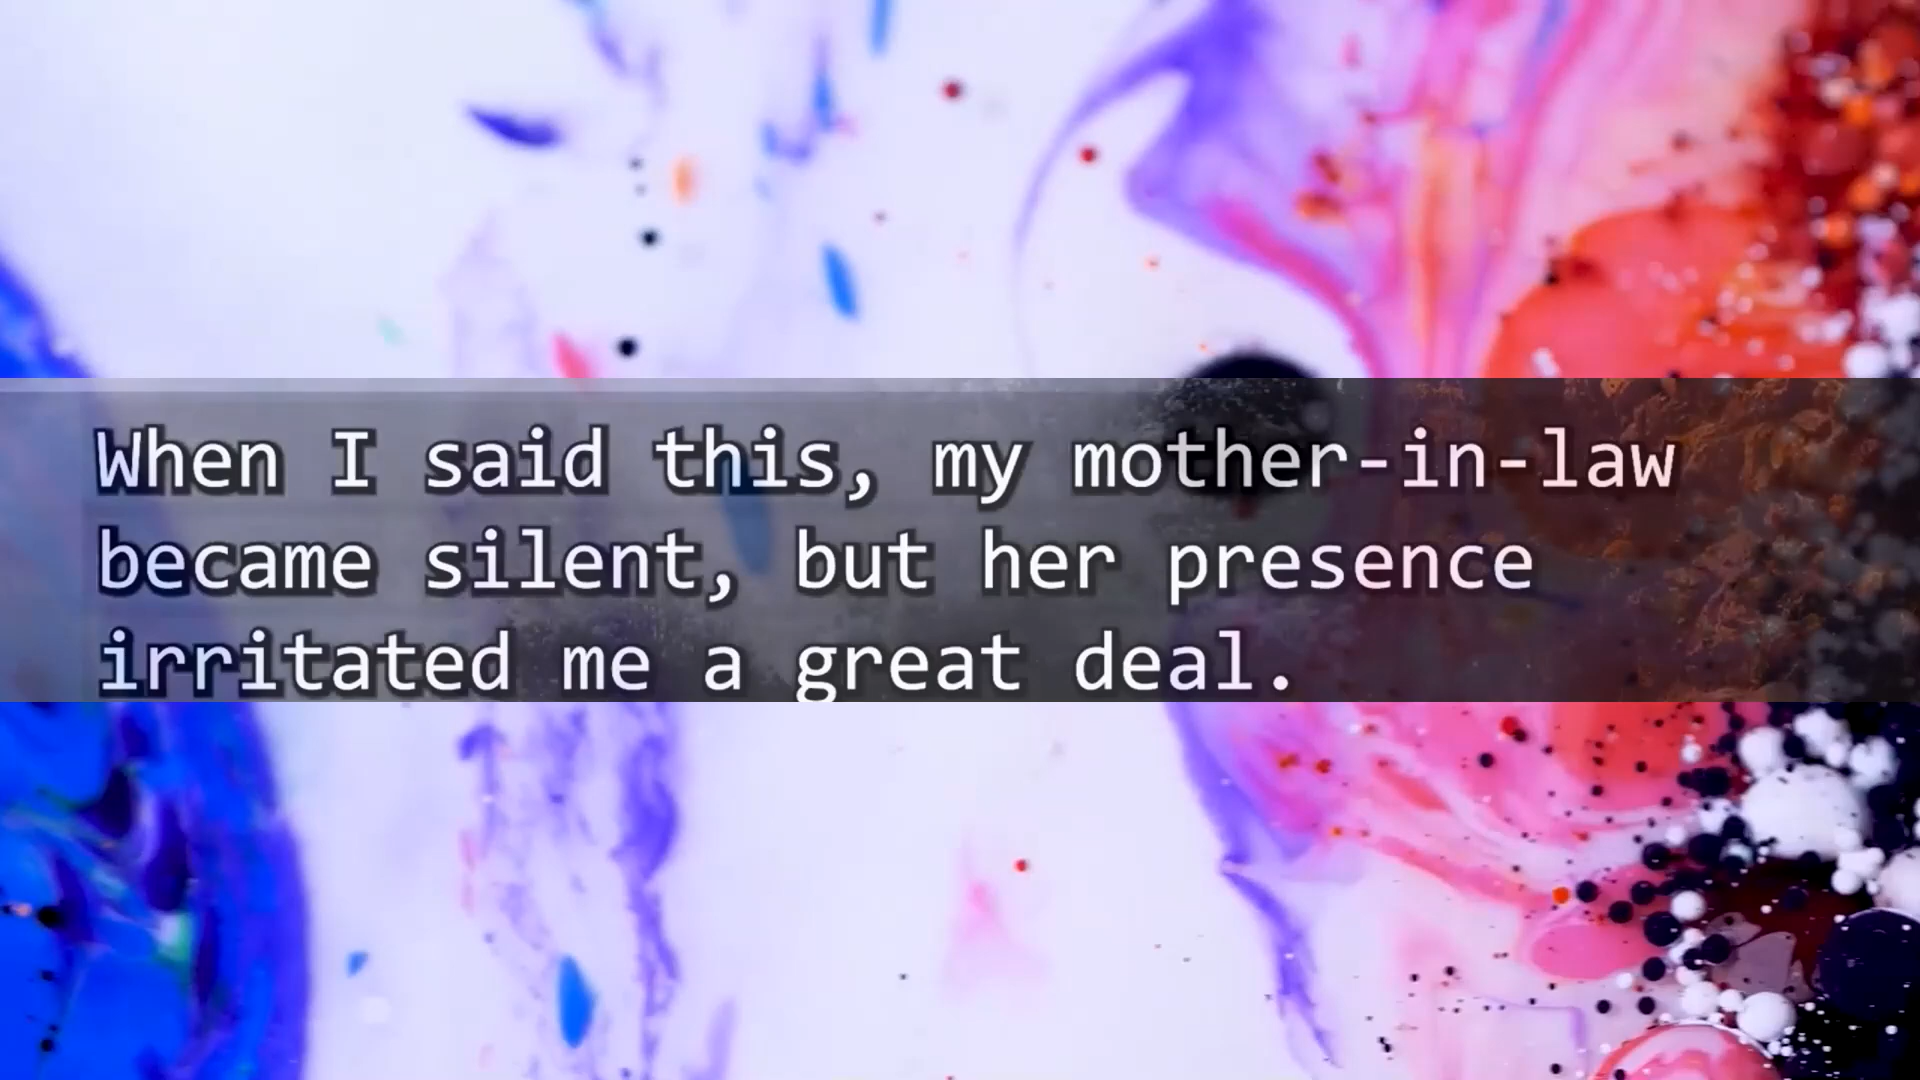 When I said this, my mother-in-law
became silent, but her presence
irritated me a great deal.